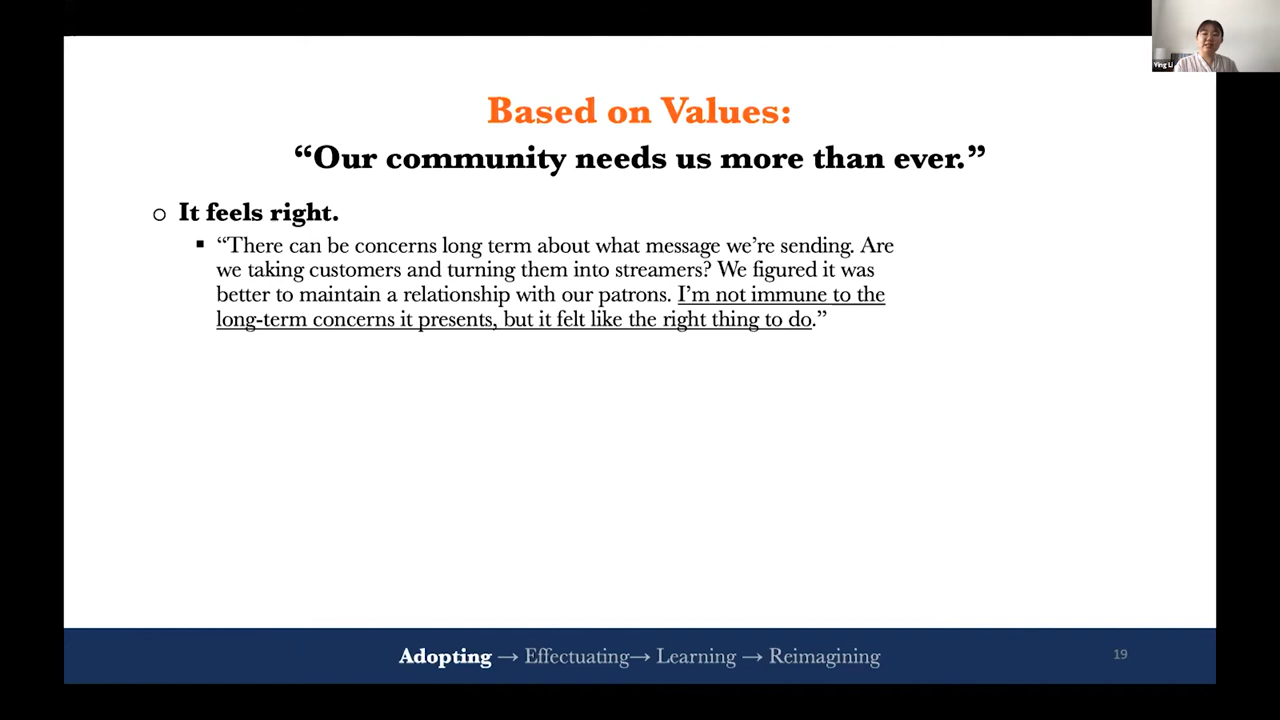 Ying Li
Based on Values:
“Our community needs us more than ever.”
It feels right.
“There can be concerns long term about what message we’re sending. Are
we taking customers and turning them into streamers? We figured it was
better to maintain a relationship with our patrons. I’m not immune to the
long-term concerns it presents, but it felt like the right thing to do.”
Adopting → Effectuating→ Learning → Reimagining
19